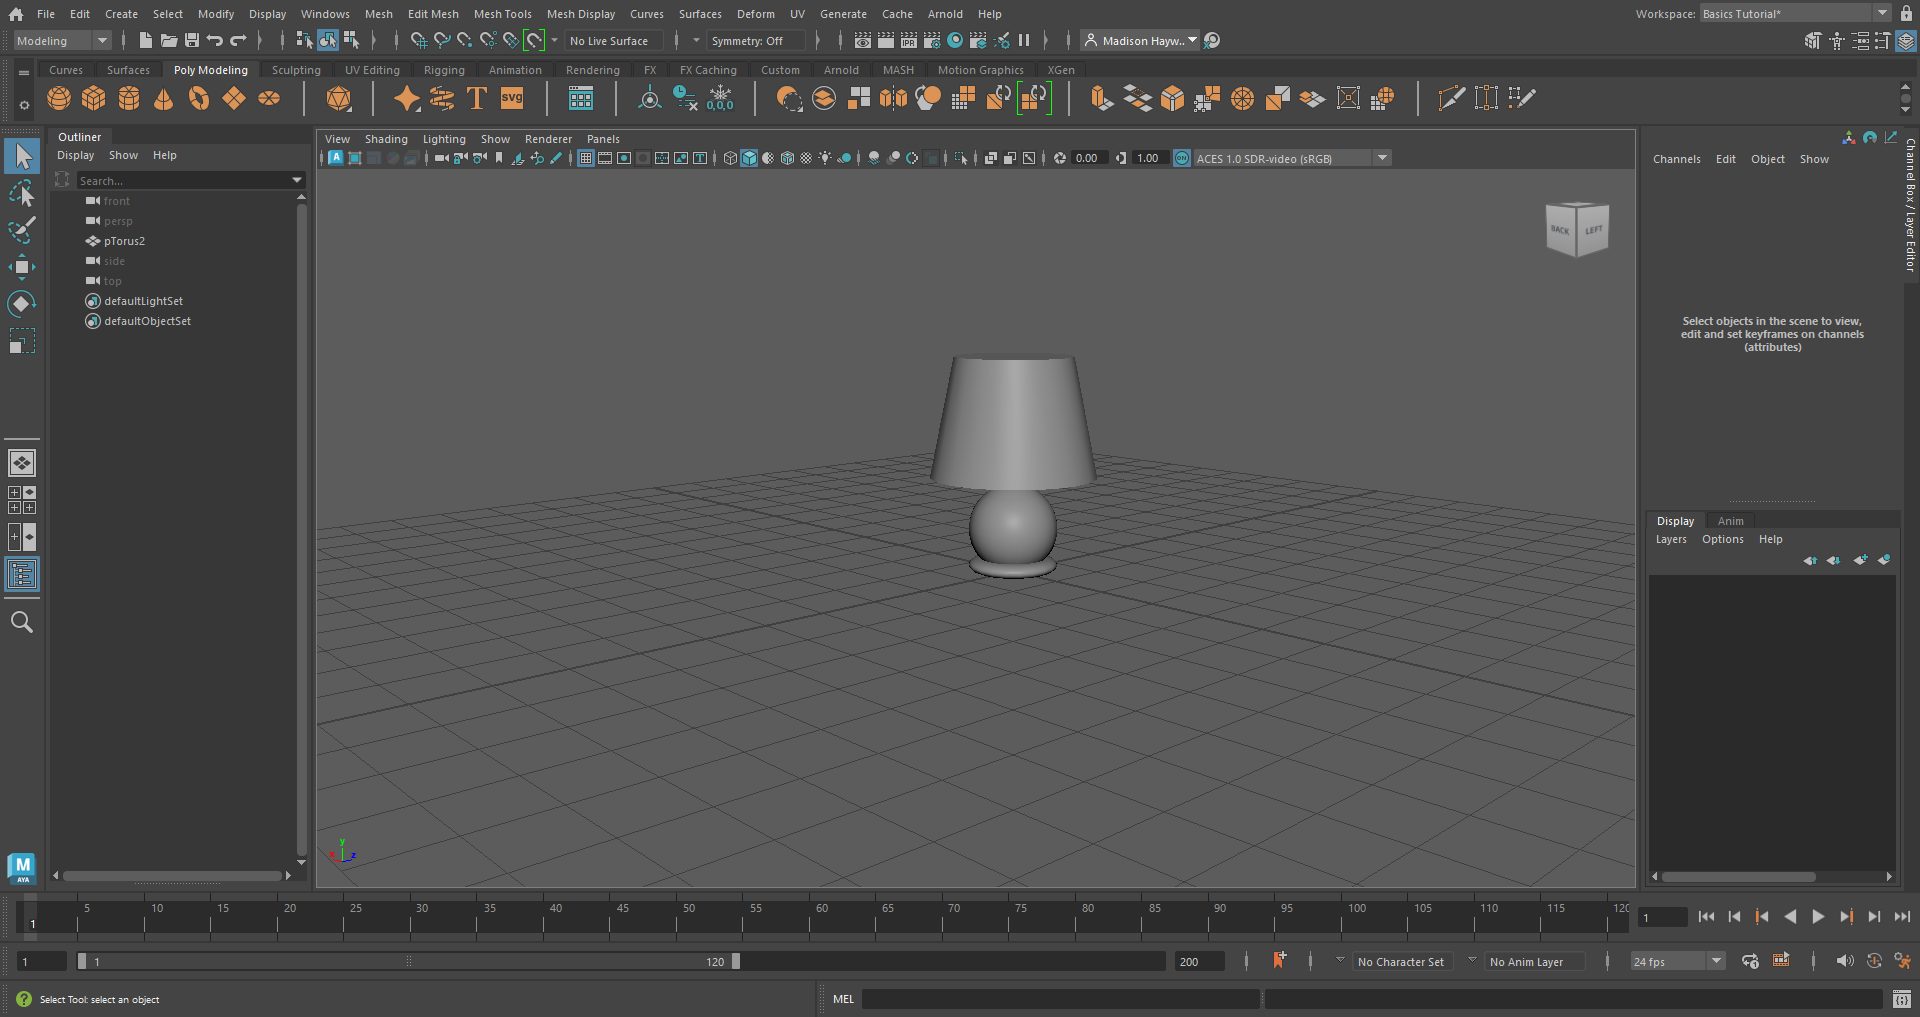 File Edit Create Select Modify Display Windows Mesh Edit Mesh Mesh Tools Mesh Display Curves Surfaces Deform UV Generate Cache Arnold Help
Workspace: Basics Tutorial*
Modeling
No Live Surface
Symmetry: Off
IPR
Madison Hayw..
Curves Surfaces Poly Modeling Sculpting UV Editing Rigging Animation Rendering FX FX Caching Custom Arnold MASH Motion Graphics XGen
T
SVG
0,0,0
Outliner
Display Show Help
Search...
front
persp
pTorus2
side
top
defaultLightSet
defaultObjectSet
View Shading Lighting Show Renderer Panels
0.00
1.00
ON
ACES 1.0 SDR-video (sRGB)
BACK LEFT
y
x
z
Channels Edit Object Show
Channel Box / Layer Editor
Select objects in the scene to view,
edit and set keyframes on channels
(attributes)
Display Anim
Layers Options Help
M
AYA
5 10 15 20 25 30 35 40 45 50 55 60 65 70 75 80 85 90 95 100 105 110 115 120
1
1
1
1
120
200
No Character Set
No Anim Layer
24 fps
Select Tool: select an object
MEL